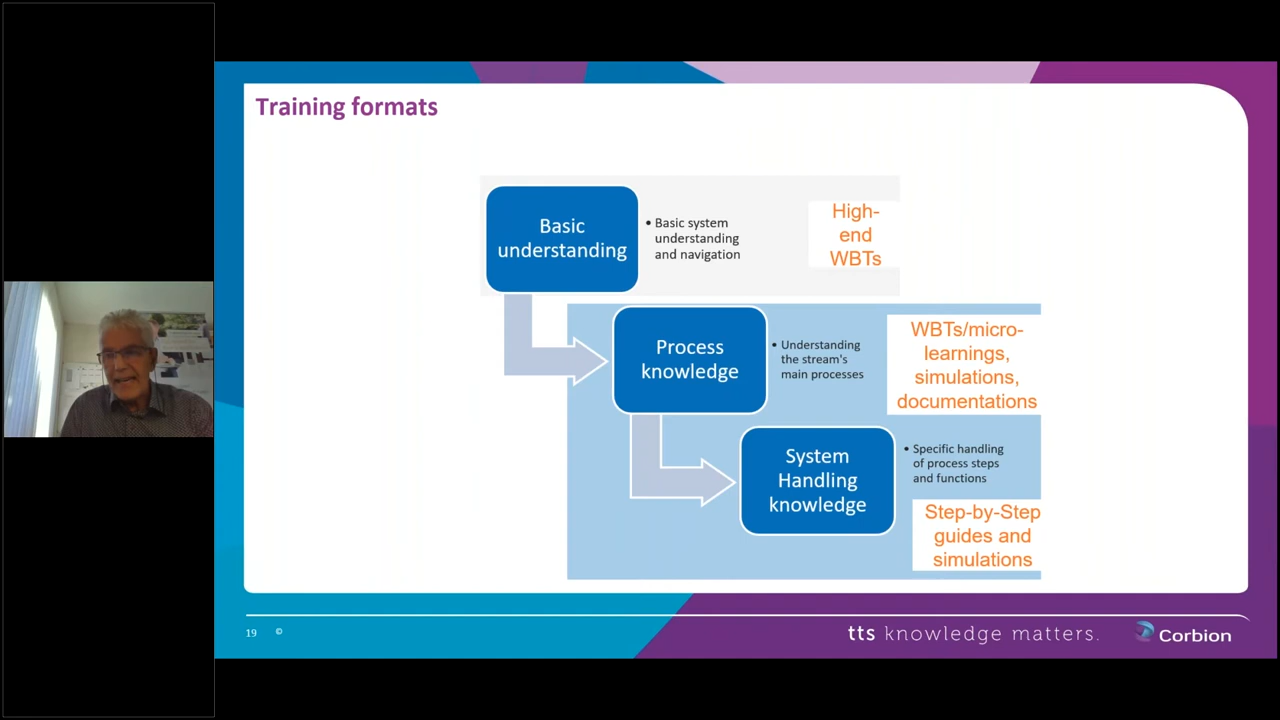 Training formats
Basic
understanding
• Basic system
understanding
and navigation
High-
end
WBTs
Process
knowledge
• Understanding
the stream's
main processes
WBTs/micro-
learnings,
simulations,
documentations
System
Handling
knowledge
• Specific handling
of process steps
and functions
Step-by-Step
guides and
simulations
19 ©
tts knowledge matters.
Corbion